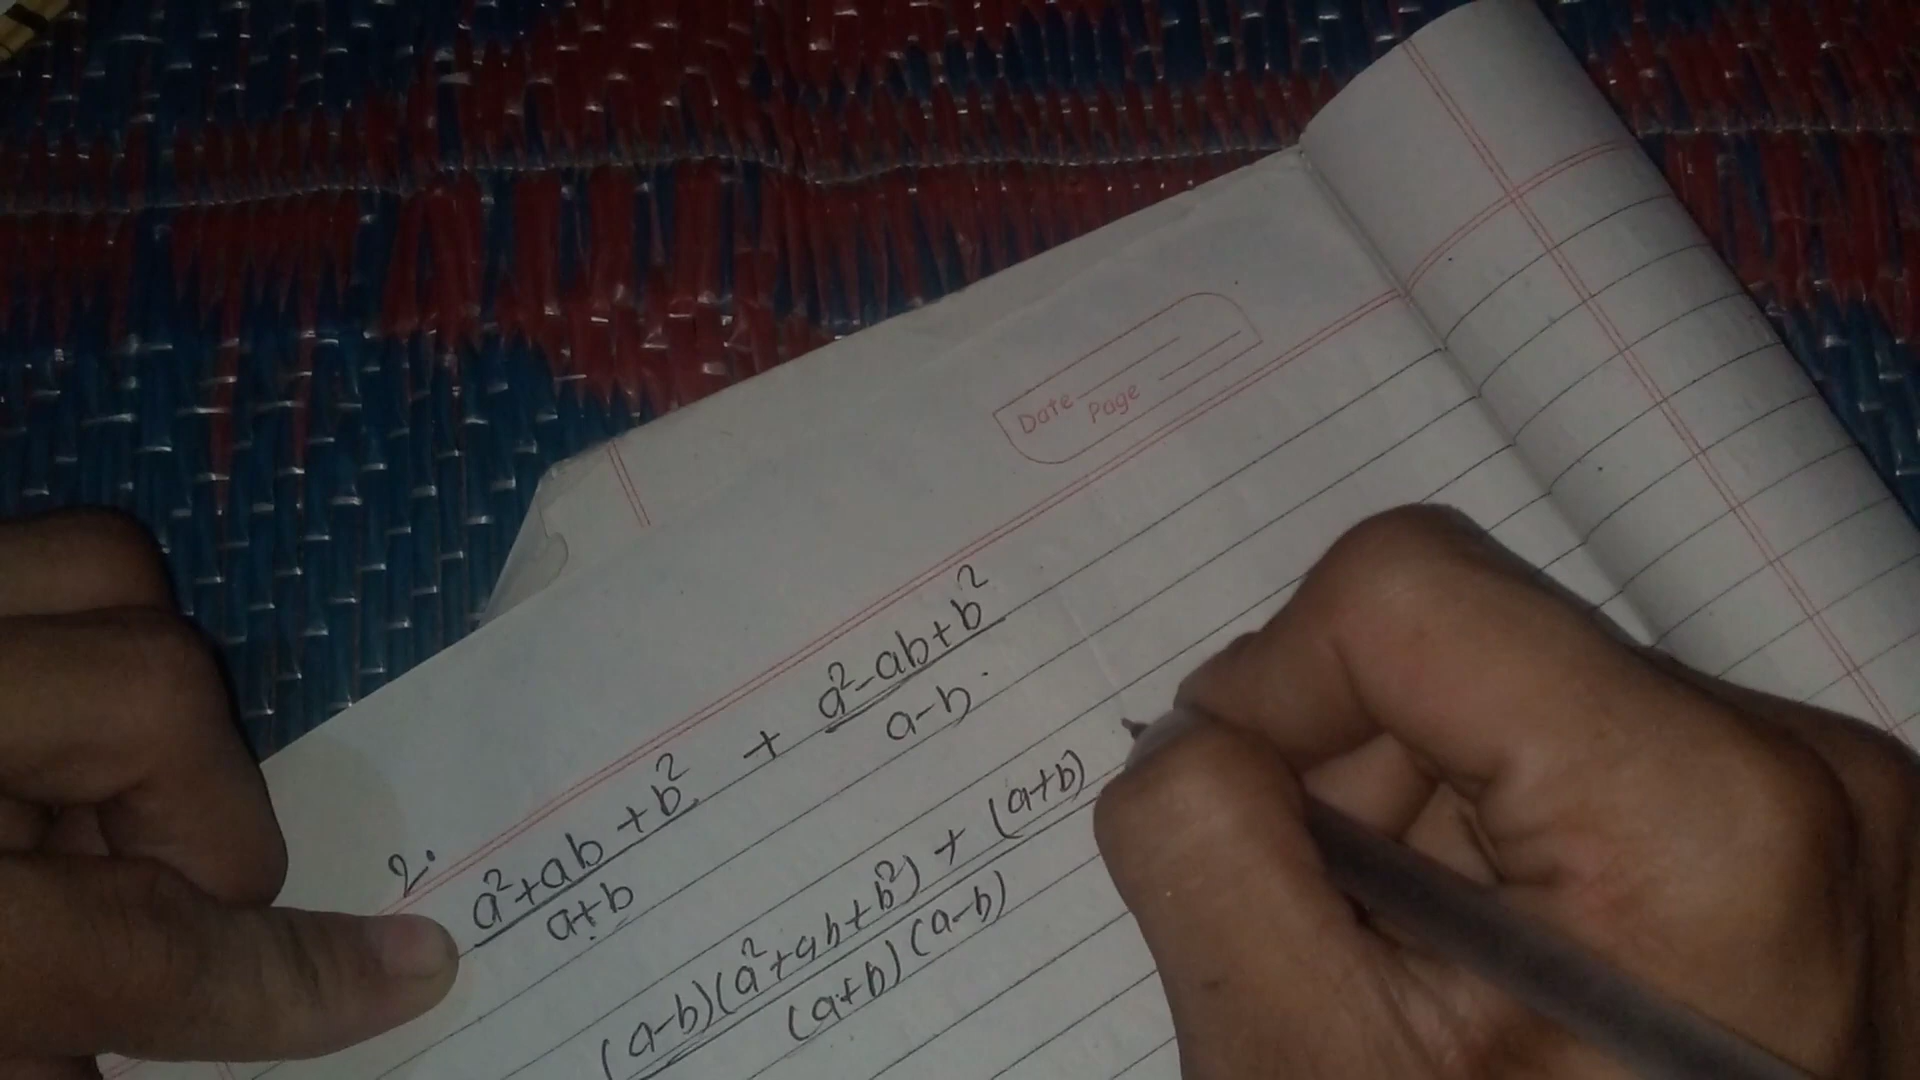 Date
Page
2.
a²+ab+b² / a+b + a²-ab+b² / a-b
(a-b)(a²+ab+b²) + (a+b) / (a+b)(a-b)